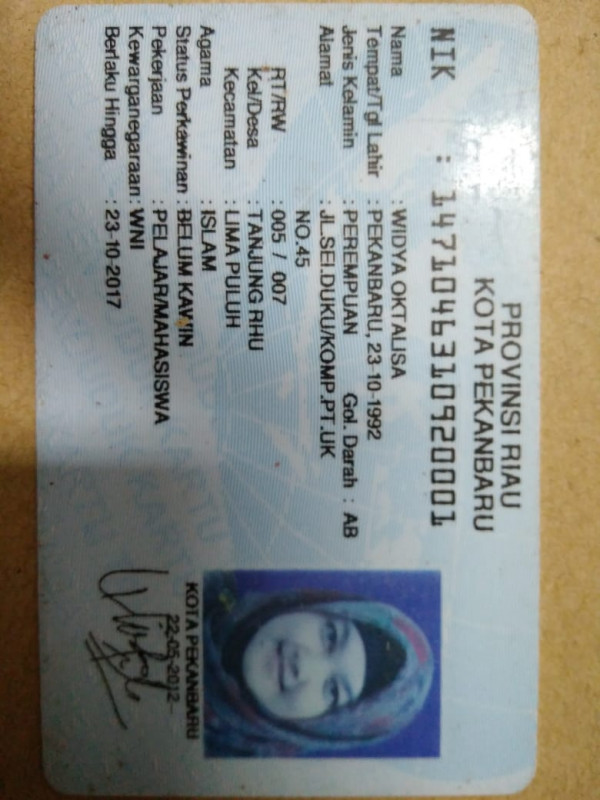 PROVINSI RIAU
KOTA PEKANBARU
NIK : 1471046310920001
Nama : WIDYA OKTALISA
Tempat/Tgl Lahir : PEKANBARU, 23-10-1992
Jenis Kelamin : PEREMPUAN Gol. Darah : AB
Alamat : JL.SEI.DUKU/KOMP.PT.UK
NO.45
RT/RW : 005 / 007
Kel/Desa : TANJUNG RHU
Kecamatan : LIMA PULUH
Agama : ISLAM
Status Perkawinan : BELUM KAWIN
Pekerjaan : PELAJAR/MAHASISWA
Kewarganegaraan : WNI
Berlaku Hingga : 23-10-2017
KOTA PEKANBARU
22-05-2012